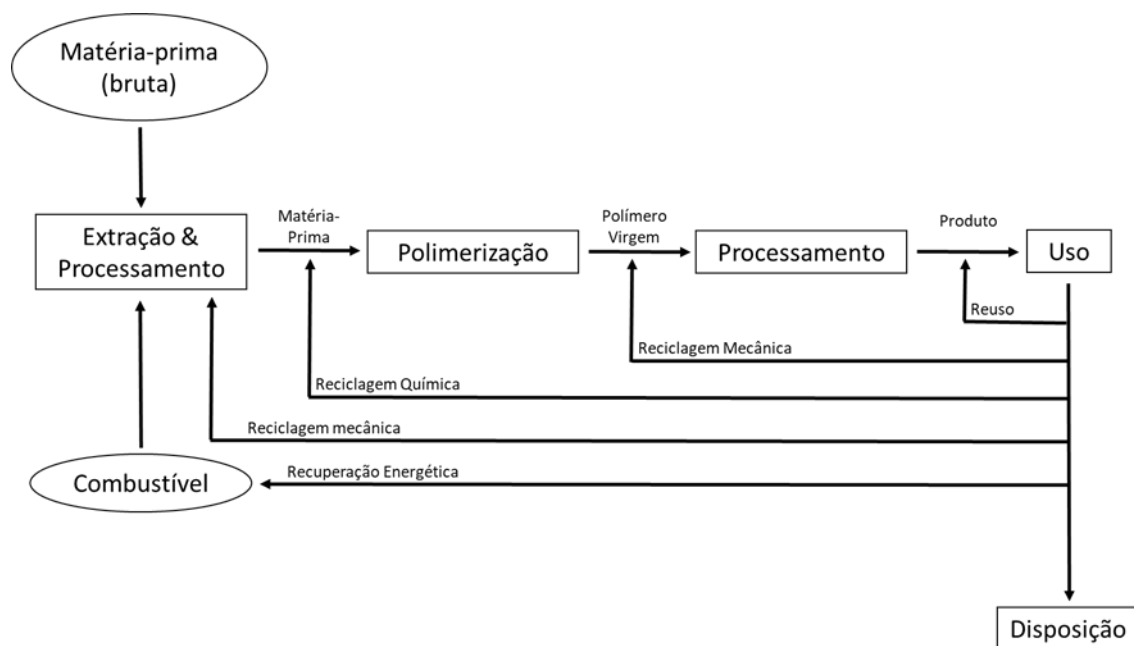 Matéria-prima
(bruta)
Matéria-
Prima
Polímero
Virgem
Produto
Extração &
Processamento
Polimerização
Processamento
Uso
Reuso
Reciclagem Mecânica
Reciclagem Química
Reciclagem mecânica
Recuperação Energética
Combustível
Disposição